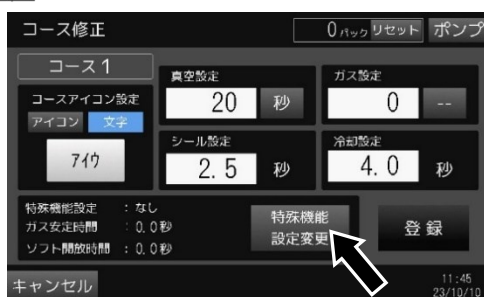 コース修正
0 パック リセット ポンプ
コース1
コースアイコン設定
アイコン 文字
アイウ
真空設定
20 秒
ガス設定
0 --
シール設定
2.5 秒
冷却設定
4.0 秒
特殊機能設定 : なし
ガス安定時間 : 0.0秒
ソフト開放時間 : 0.0秒
特殊機能
設定変更
登録
キャンセル
11:45
23/10/10